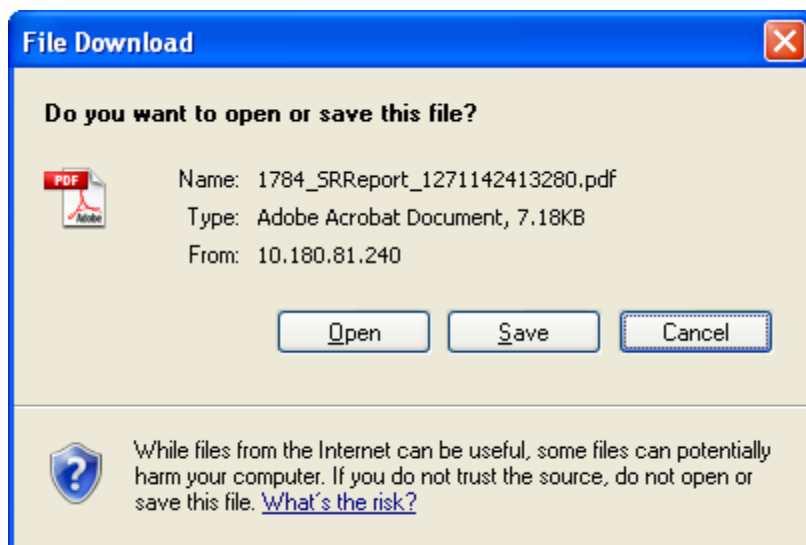 File Download
Do you want to open or save this file?
PDF
Adobe
Name: 1784_SRReport_1271142413280.pdf
Type: Adobe Acrobat Document, 7.18KB
From: 10.180.81.240
Open Save Cancel
While files from the Internet can be useful, some files can potentially
harm your computer. If you do not trust the source, do not open or
save this file. What's the risk?